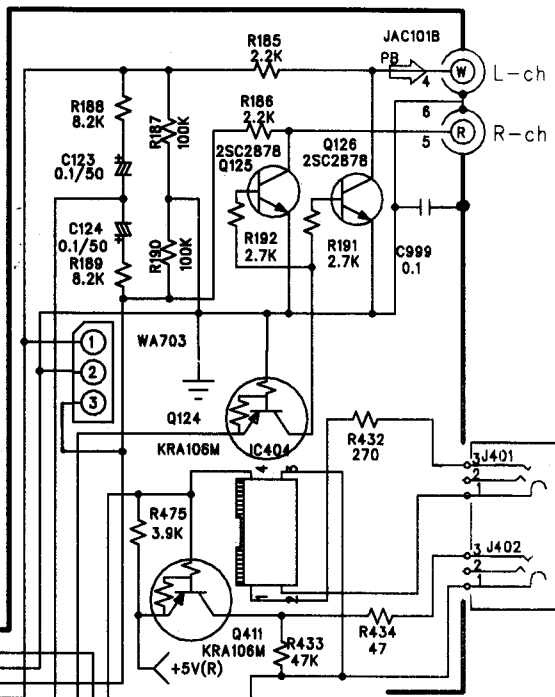 R185
2.2K
JAC101B
PB
4
W
L-ch
R188
8.2K
R187
100K
R186
2.2K
6
R
R-ch
5
2SC2878
Q125
Q126
2SC2878
C123
0.1/50
C124
0.1/50
R189
8.2K
R190
100K
R192
2.7K
R191
2.7K
C999
0.1
1
2
3
WA703
Q124
KRA106M
IC404
R432
270
4
3
J401
2
1
R475
3.9K
3
J402
2
1
1
2
Q411
KRA106M
R433
47K
R434
47
+5V(R)